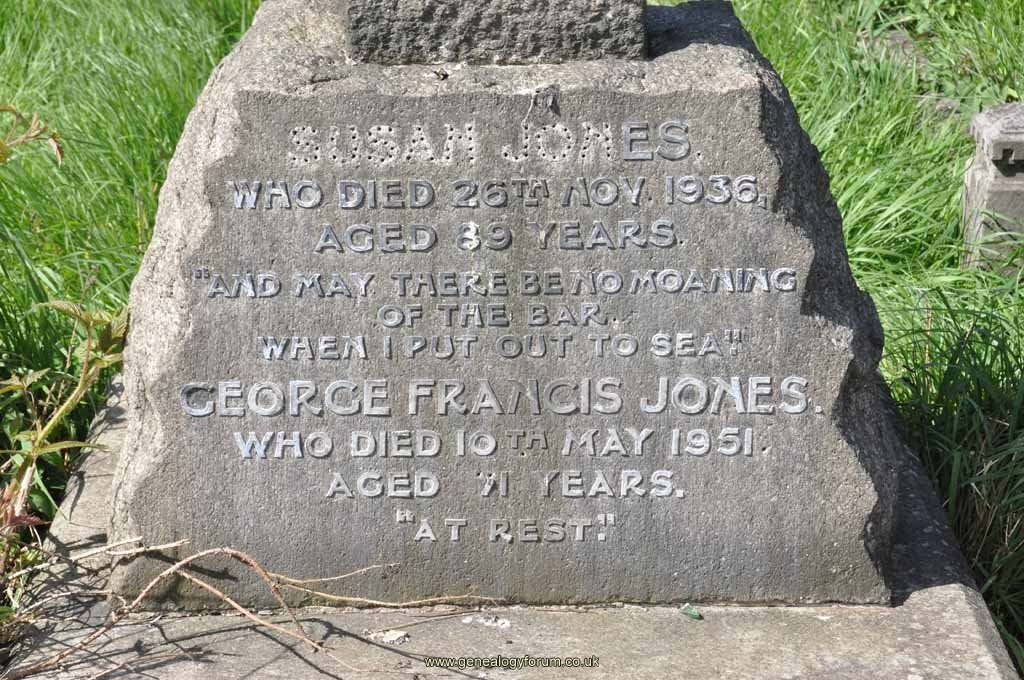 SUSAN JONES.
WHO DIED 26TH NOV. 1936,
AGED 89 YEARS.
"AND MAY THERE BE NO MOANING
OF THE BAR.
WHEN I PUT OUT TO SEA."
GEORGE FRANCIS JONES.
WHO DIED 10TH MAY 1951.
AGED 71 YEARS.
"AT REST."
www.genealogyforum.co.uk